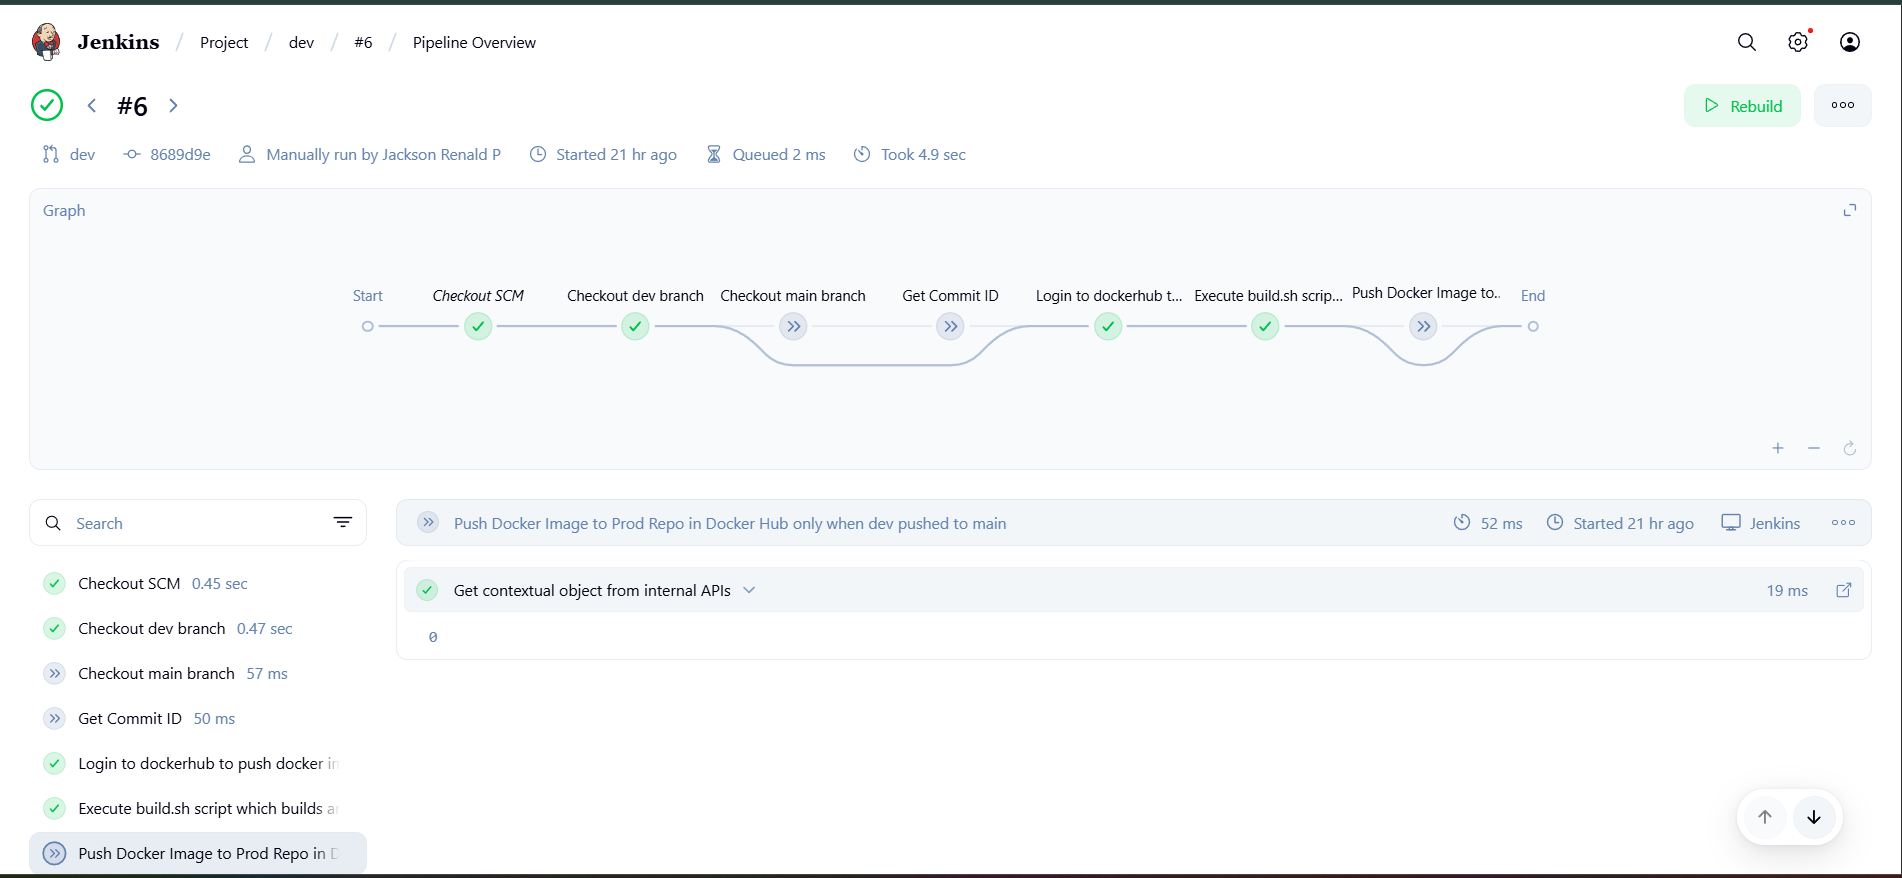 Jenkins / Project / dev / #6 / Pipeline Overview
#6
Rebuild
dev 8689d9e Manually run by Jackson Renald P Started 21 hr ago Queued 2 ms Took 4.9 sec
Graph
Start Checkout SCM Checkout dev branch Checkout main branch Get Commit ID Login to dockerhub t... Execute build.sh scrip... Push Docker Image to.. End
Search
Push Docker Image to Prod Repo in Docker Hub only when dev pushed to main 52 ms Started 21 hr ago Jenkins
Get contextual object from internal APIs 19 ms
0
Checkout SCM 0.45 sec
Checkout dev branch 0.47 sec
Checkout main branch 57 ms
Get Commit ID 50 ms
Login to dockerhub to push docker in
Execute build.sh script which builds a
Push Docker Image to Prod Repo in D